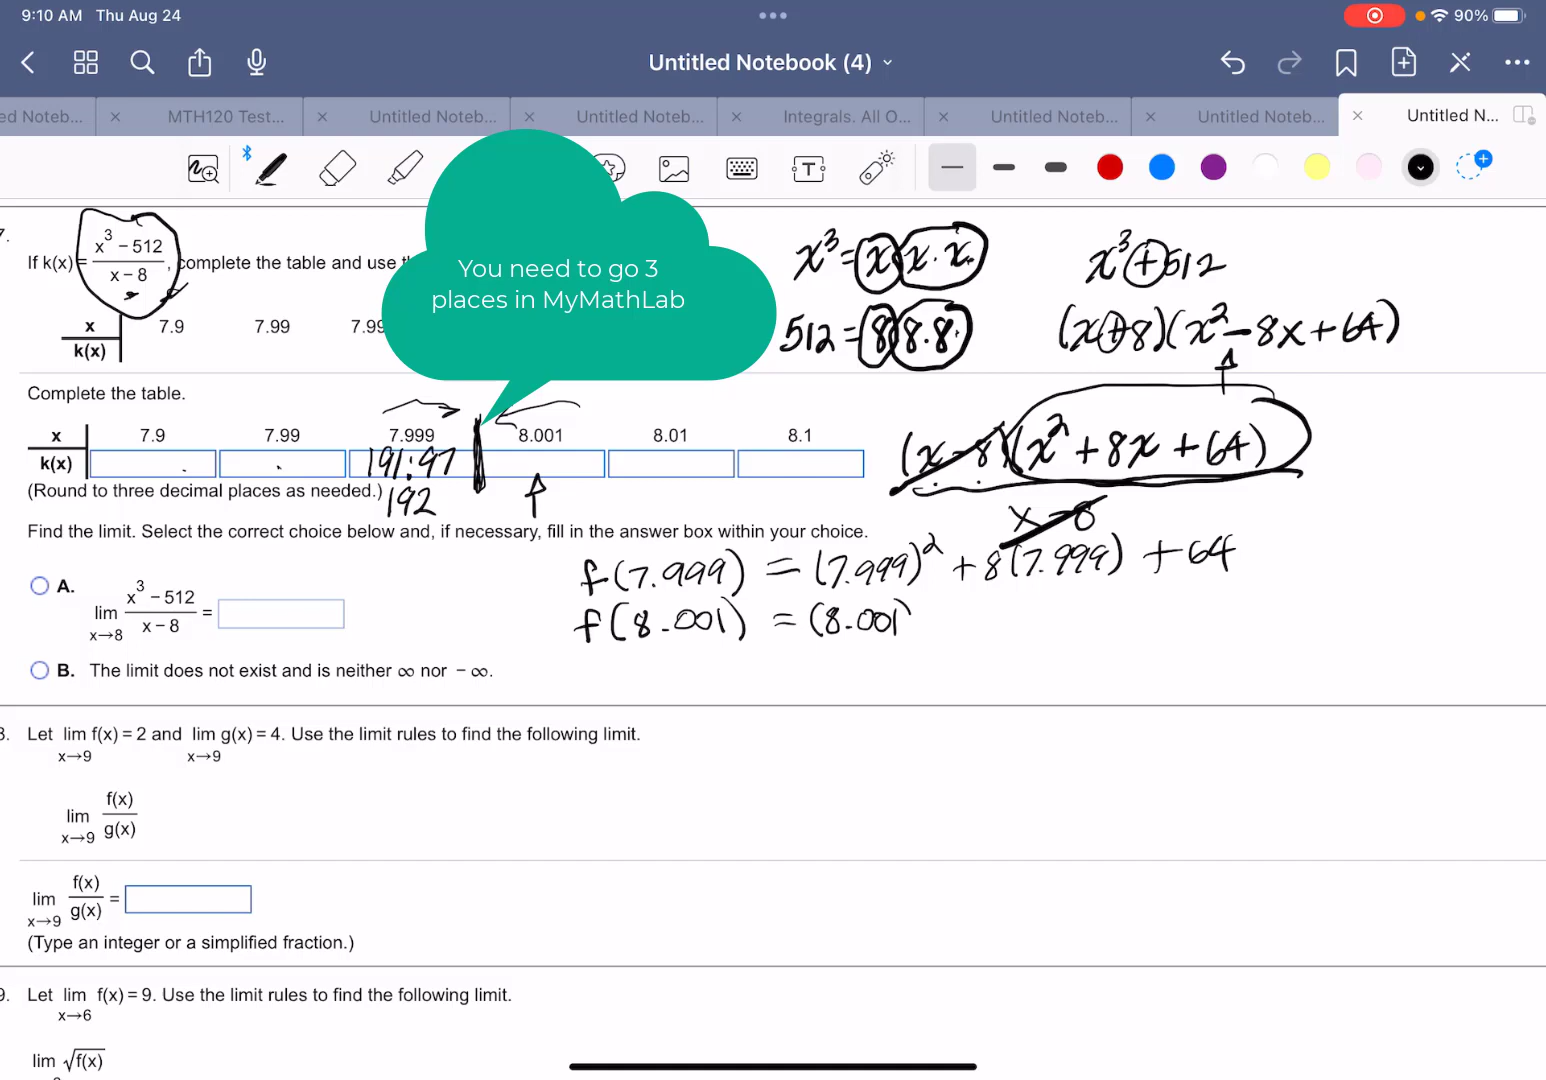 9:10 AM Thu Aug 24
90%
Untitled Notebook (4)
ed Noteb...
MTH120 Test...
Untitled Noteb...
Untitled Noteb...
Integrals. All O...
Untitled Noteb...
Untitled Noteb...
Untitled N...
7.
If k(x) = x³ − 512 / x − 8, complete the table and use
x 7.9 7.99 7.99
k(x)
You need to go 3
places in MyMathLab
x³ = x x · x
512 = 8 8 · 8
x³ + 512
(x + 8)(x² − 8x + 64)
Complete the table.
x 7.9 7.99 7.999 8.001 8.01 8.1
k(x) 191.97
(Round to three decimal places as needed.) 192
(x − 8)(x² + 8x + 64)
x − 8
Find the limit. Select the correct choice below and, if necessary, fill in the answer box within your choice.
f(7.999) = (7.999)² + 8(7.999) + 64
f(8.001) = (8.001)
A. lim x→8 x³ − 512 / x − 8 =
B. The limit does not exist and is neither ∞ nor − ∞.
3. Let lim x→9 f(x) = 2 and lim x→9 g(x) = 4. Use the limit rules to find the following limit.
lim x→9 f(x) / g(x)
lim x→9 f(x) / g(x) =
(Type an integer or a simplified fraction.)
9. Let lim x→6 f(x) = 9. Use the limit rules to find the following limit.
lim √f(x)